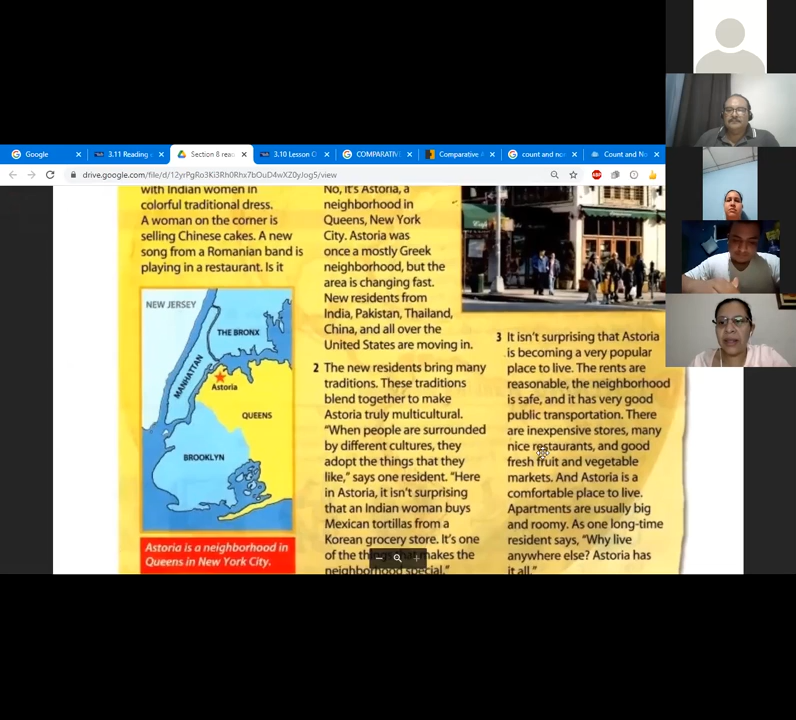 Google
3.11 Reading
Section 8 rea
3.10 Lesson O
COMPARATIVE
Comparative
count and no
Count and No
drive.google.com/file/d/12yrPgRo3Ki3Rh0Rhx7bOuD4wXZ0yJog5/view
with Indian women in
colorful traditional dress.
A woman on the corner is
selling Chinese cakes. A new
song from a Romanian band is
playing in a restaurant. Is it
NEW JERSEY
THE BRONX
MANHATTAN
Astoria
QUEENS
BROOKLYN
Astoria is a neighborhood in
Queens in New York City.
No, it's Astoria, a
neighborhood in
Queens, New York
City. Astoria was
once a mostly Greek
neighborhood, but the
area is changing fast.
New residents from
India, Pakistan, Thailand,
China, and all over the
United States are moving in.
2 The new residents bring many
traditions. These traditions
blend together to make
Astoria truly multicultural.
"When people are surrounded
by different cultures, they
adopt the things that they
like," says one resident. "Here
in Astoria, it isn't surprising
that an Indian woman buys
Mexican tortillas from a
Korean grocery store. It's one
of the things that makes the
neighborhood special."
3 It isn't surprising that Astoria
is becoming a very popular
place to live. The rents are
reasonable, the neighborhood
is safe, and it has very good
public transportation. There
are inexpensive stores, many
nice restaurants, and good
fresh fruit and vegetable
markets. And Astoria is a
comfortable place to live.
Apartments are usually big
and roomy. As one long-time
resident says, "Why live
anywhere else? Astoria has
it all."